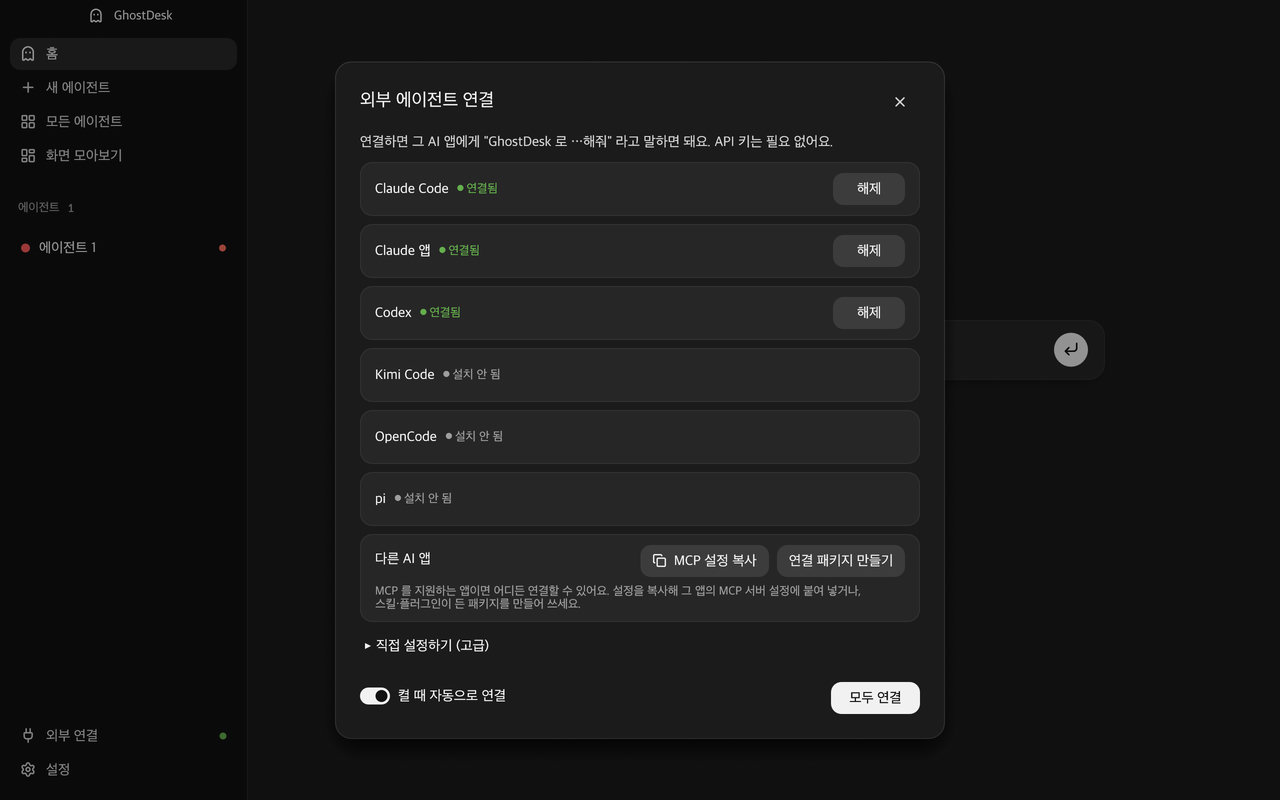 GhostDesk
홈
새 에이전트
모든 에이전트
화면 모아보기
에이전트 1
에이전트 1
외부 연결
설정
외부 에이전트 연결
연결하면 그 AI 앱에게 "GhostDesk 로 …해줘" 라고 말하면 돼요. API 키는 필요 없어요.
Claude Code 연결됨 해제
Claude 앱 연결됨 해제
Codex 연결됨 해제
Kimi Code 설치 안 됨
OpenCode 설치 안 됨
pi 설치 안 됨
다른 AI 앱 MCP 설정 복사 연결 패키지 만들기
MCP 를 지원하는 앱이면 어디든 연결할 수 있어요. 설정을 복사해 그 앱의 MCP 서버 설정에 붙여 넣거나,
스킬·플러그인이 든 패키지를 만들어 쓰세요.
직접 설정하기 (고급)
켤 때 자동으로 연결 모두 연결